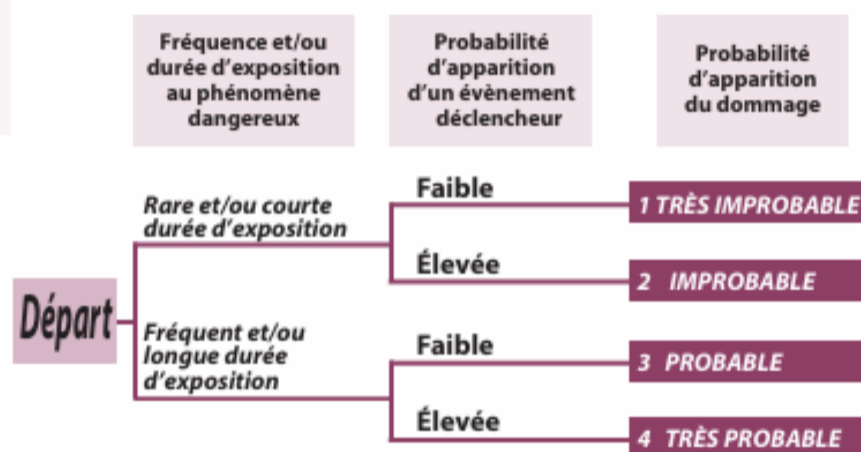 Fréquence et/ou
durée d'exposition
au phénomène
dangereux
Probabilité
d'apparition
d'un évènement
déclencheur
Probabilité
d'apparition
du dommage
Départ
Rare et/ou courte
durée d'exposition
Faible
1 TRÈS IMPROBABLE
Élevée
2 IMPROBABLE
Fréquent et/ou
longue durée
d'exposition
Faible
3 PROBABLE
Élevée
4 TRÈS PROBABLE